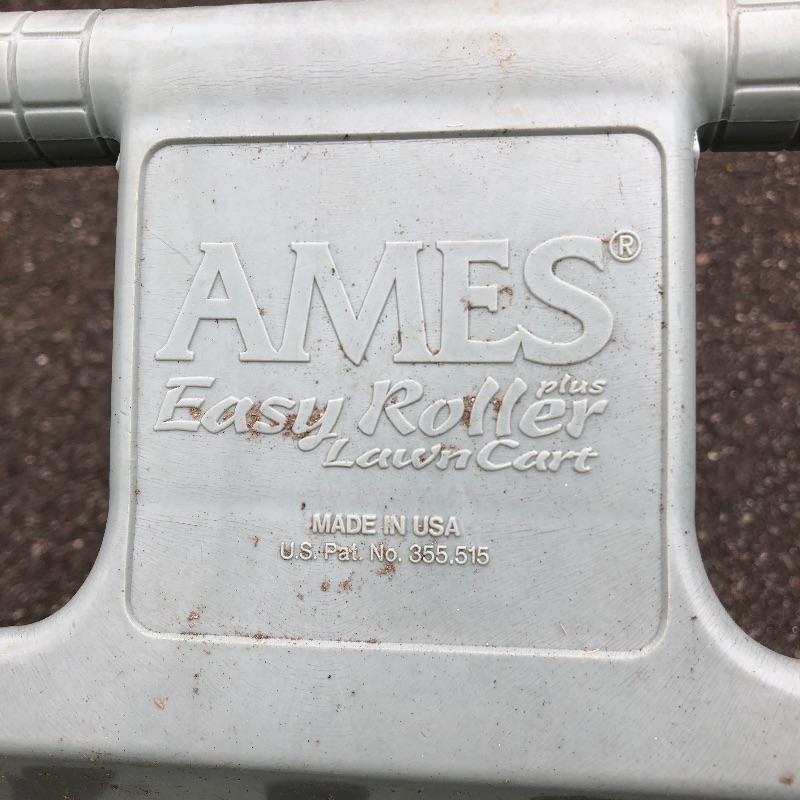 AMES®
Easy Roller plus
Lawn Cart
MADE IN USA
U.S. Pat. No. 355,515